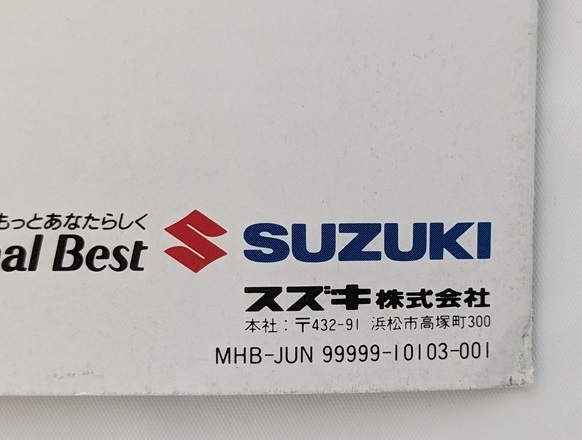 もっとあなたらしく
al Best
SUZUKI
スズキ株式会社
本社：〒432-91 浜松市高塚町300
MHB-JUN 99999-10103-001